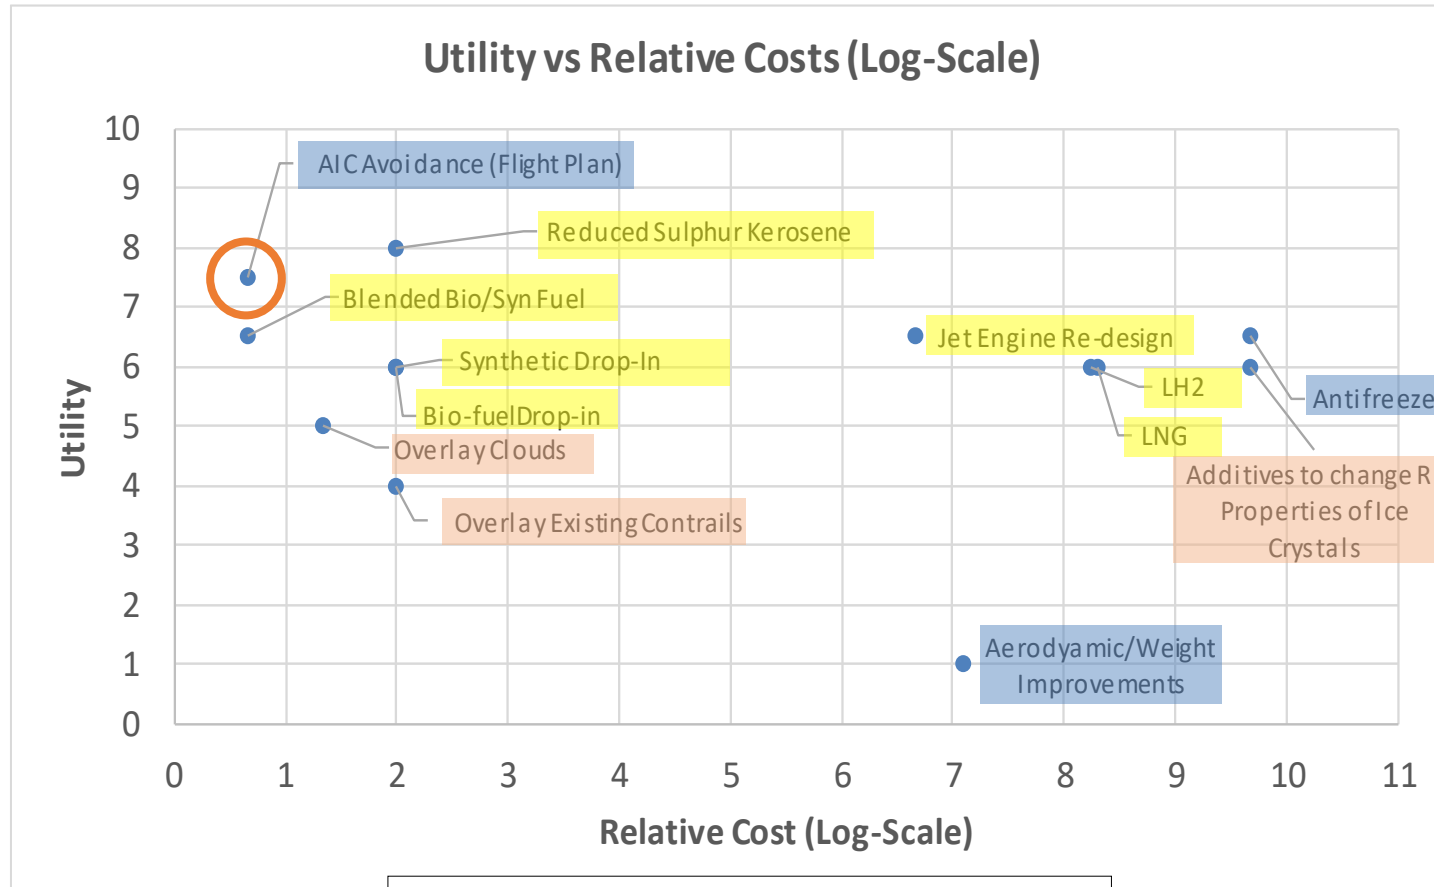 Utility vs Relative Costs (Log-Scale)
10
9
8
7
6
5
4
3
2
1
0
Utility
AIC Avoidance (Flight Plan)
Reduced Sulphur Kerosene
Blended Bio/Syn Fuel
Synthetic Drop-In
Bio-fuelDrop-in
Overlay Clouds
Overlay Existing Contrails
Jet Engine Re-design
LH2
LNG
Antifreeze
Additives to change R
Properties of Ice
Crystals
Aerodyamic/Weight
Improvements
0 1 2 3 4 5 6 7 8 9 10 11
Relative Cost (Log-Scale)